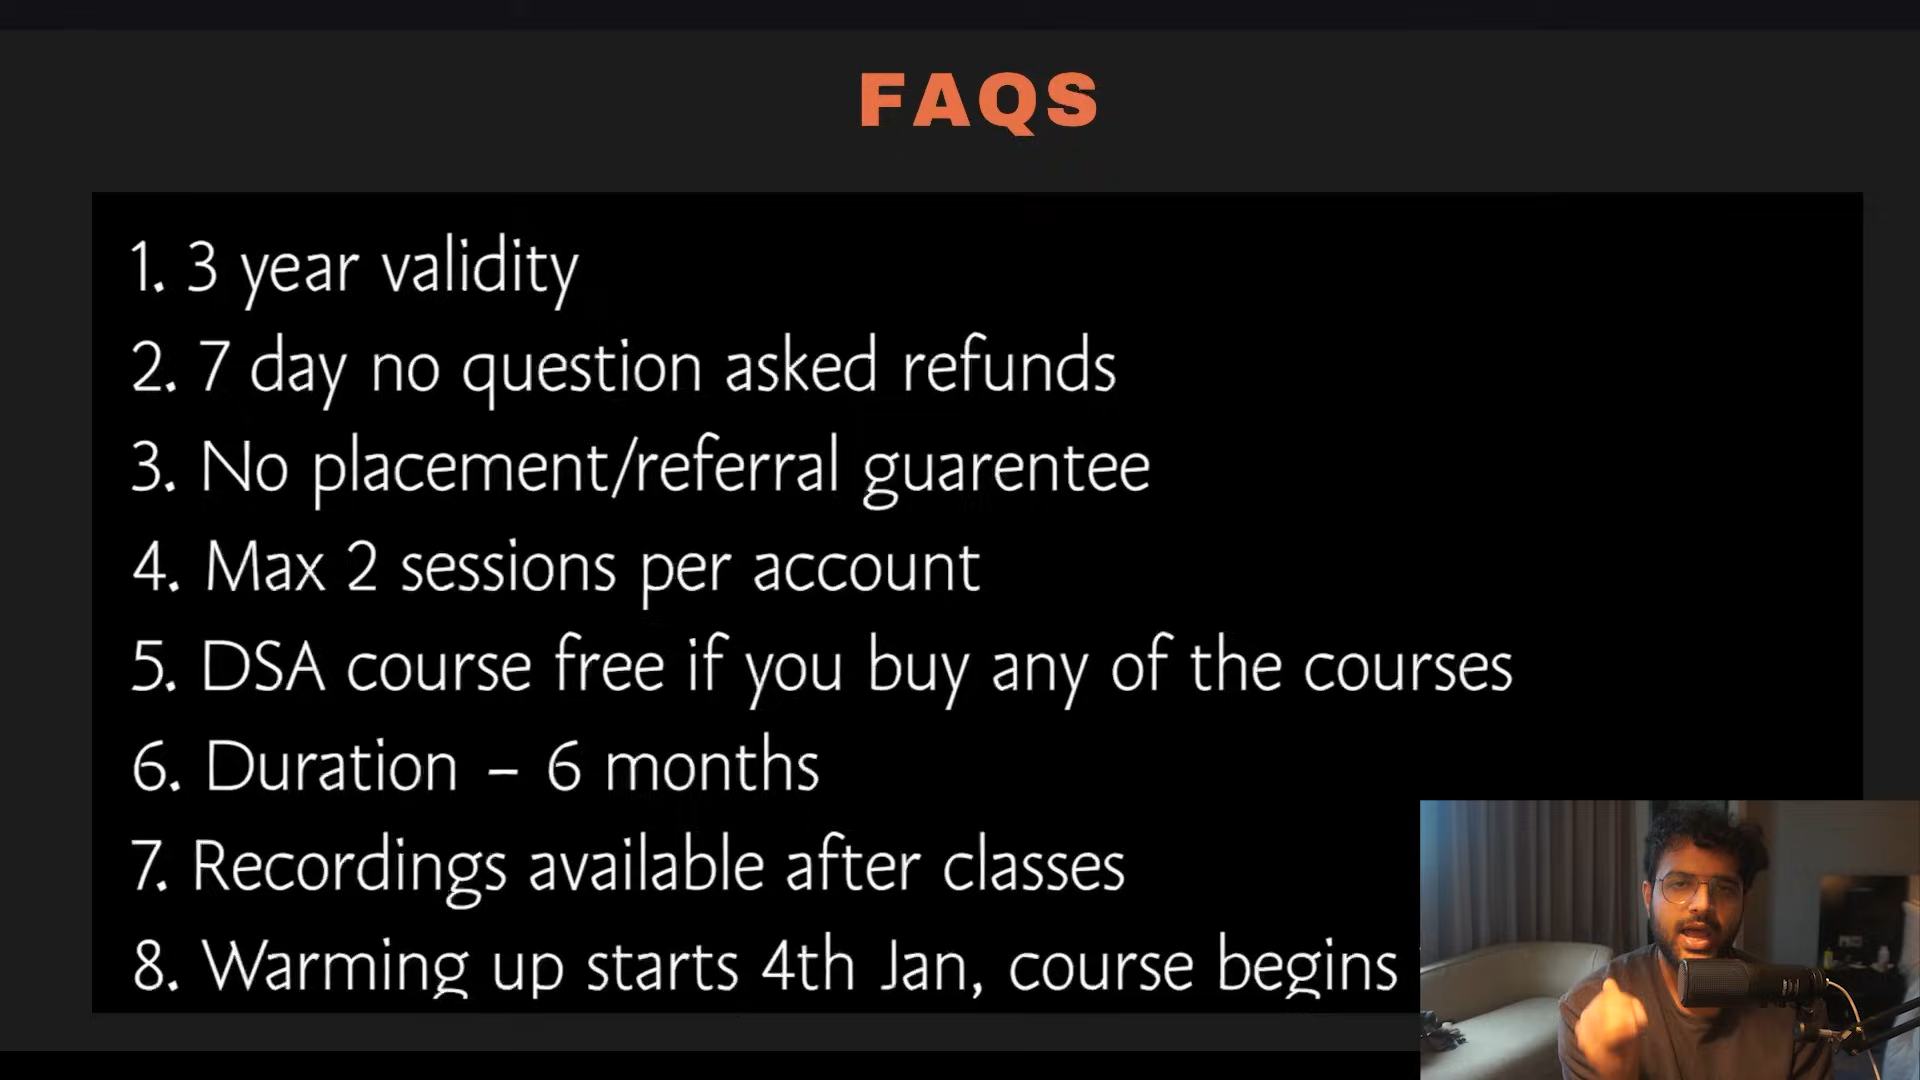 FAQS
1. 3 year validity
2. 7 day no question asked refunds
3. No placement/referral guarentee
4. Max 2 sessions per account
5. DSA course free if you buy any of the courses
6. Duration – 6 months
7. Recordings available after classes
8. Warming up starts 4th Jan, course begins